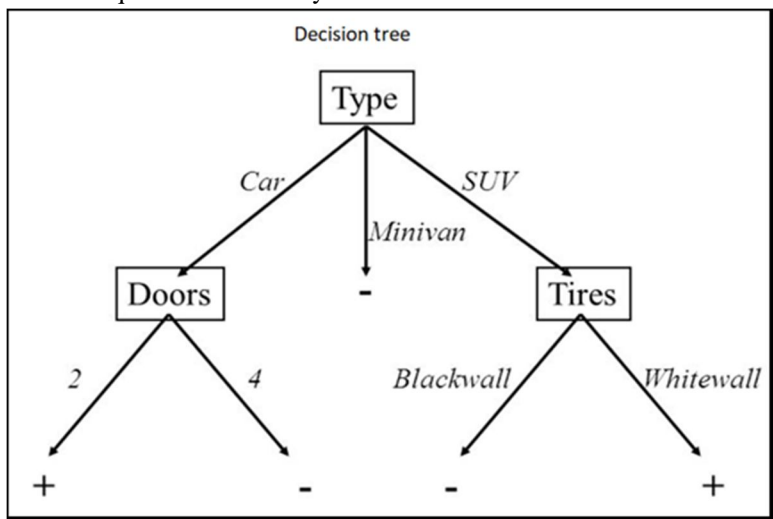 Decision tree
Type
Car
SUV
Minivan
Doors
-
Tires
2
4
Blackwall
Whitewall
+
-
-
+